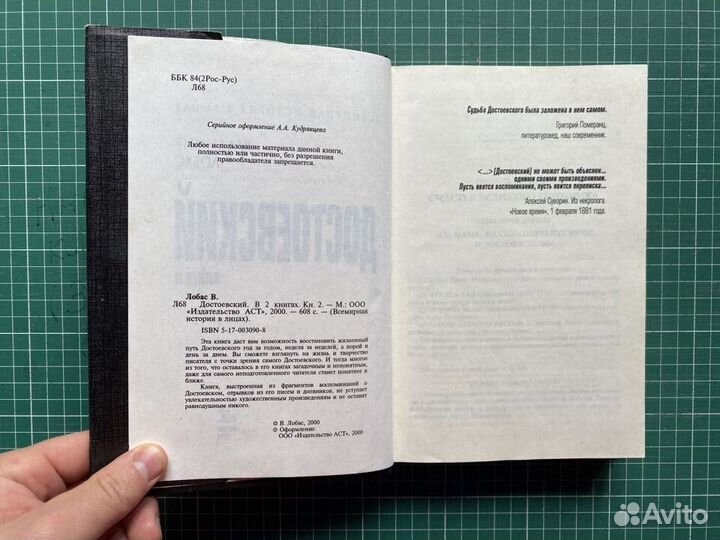 ББК 84(2Рос-Рус)
Л68
Серийное оформление А.А. Кудрявцева
Любое использование материала данной книги,
полностью или частично, без разрешения
правообладателя запрещается.
ДОСТОЕВСКИЙ
Лобас В.
Л68 Достоевский. В 2 книгах. Кн. 2. — М.: ООО
«Издательство АСТ», 2000. — 608 с. — (Всемирная
история в лицах).
ISBN 5-17-003090-8
Эта книга даст вам возможность восстановить жизненный
путь Достоевского год за годом, неделя за неделей, а порой и
день за днем. Вы сможете взглянуть на жизнь и творчество
писателя с точки зрения самого Достоевского. И тогда многое
из того, что оставалось в его книгах загадочным и непонятным,
даже для самого неподготовленного читателя станет понятнее и
ближе.
Книга, выстроенная из фрагментов воспоминаний о
Достоевском, отрывков из его писем и дневников, не уступает
увлекательностью художественным произведениям и не оставит
равнодушным никого.
© В. Лобас, 2000
© Оформление.
ООО «Издательство АСТ», 2000
Судьба Достоевского была заложена в нем самом.
Григорий Померанц,
литературовед, наш современник.
<...> [Достоевский] не может быть объяснен...
одними своими произведениями.
Пусть явятся воспоминания, пусть явится переписка...
Алексей Суворин. Из некролога.
«Новое время», 1 февраля 1881 года.
Avito